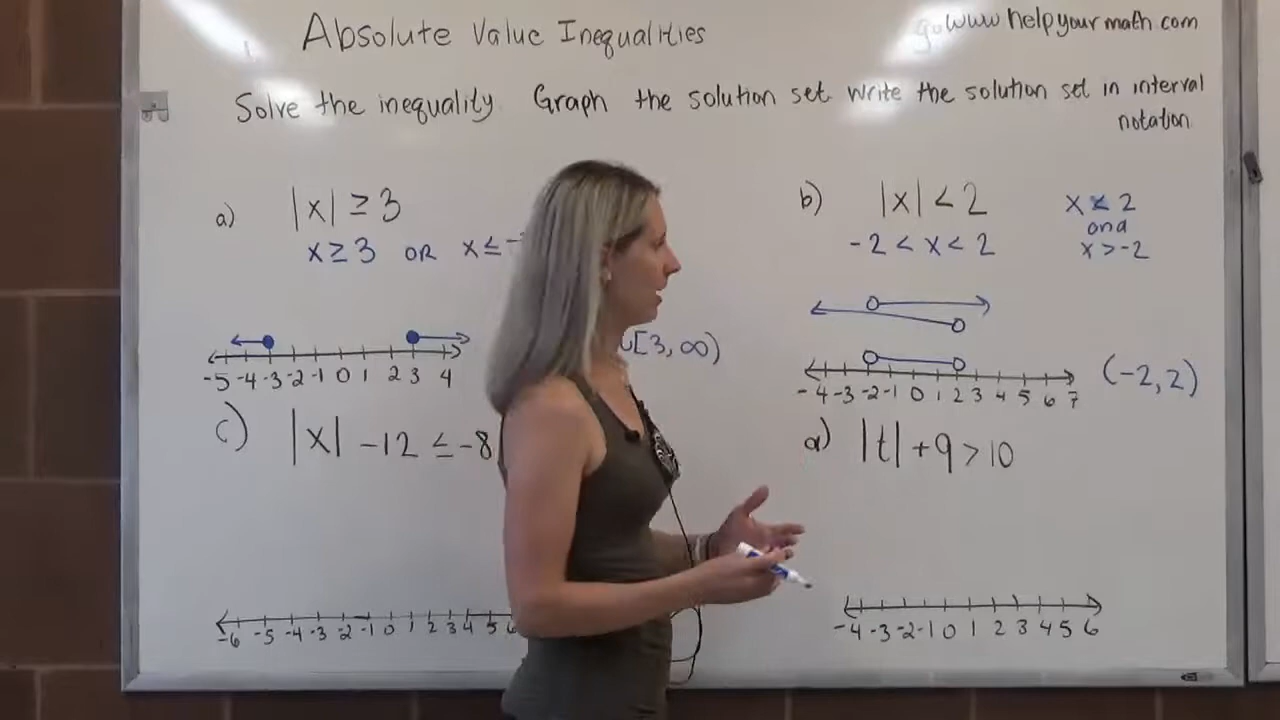 Absolute Value Inequalities
go www.helpyourmath.com
Solve the inequality. Graph the solution set. Write the solution set in interval
notation
a) |x| ≥ 3
x ≥ 3 OR x ≤ -
∪[3, ∞)
-5 -4 -3 -2 -1 0 1 2 3 4
b) |x| < 2
-2 < x < 2
x < 2
and
x > -2
-4 -3 -2 -1 0 1 2 3 4 5 6 7
(-2, 2)
c) |x| - 12 ≤ -8
-6 -5 -4 -3 -2 -1 0 1 2 3 4 5 6
d) |t| + 9 > 10
-4 -3 -2 -1 0 1 2 3 4 5 6